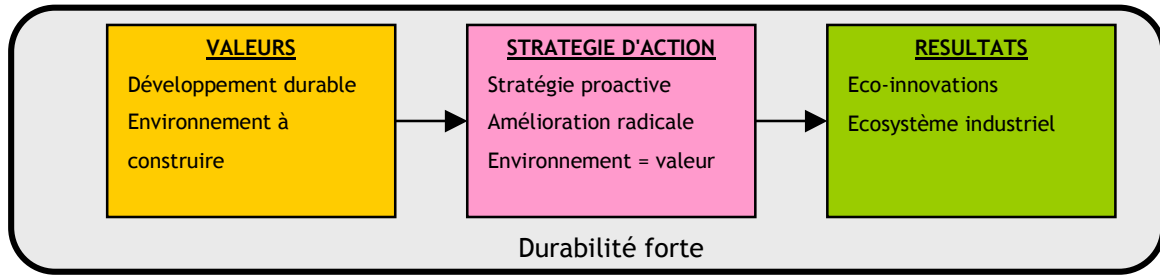 VALEURS
Développement durable
Environnement à
construire
STRATEGIE D'ACTION
Stratégie proactive
Amélioration radicale
Environnement = valeur
RESULTATS
Eco-innovations
Ecosystème industriel
Durabilité forte